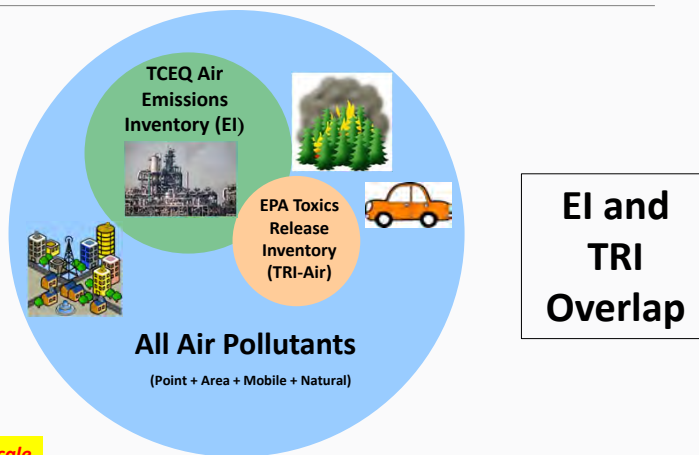 TCEQ Air
Emissions
Inventory (EI)
EPA Toxics
Release
Inventory
(TRI-Air)
All Air Pollutants
(Point + Area + Mobile + Natural)
EI and
TRI
Overlap